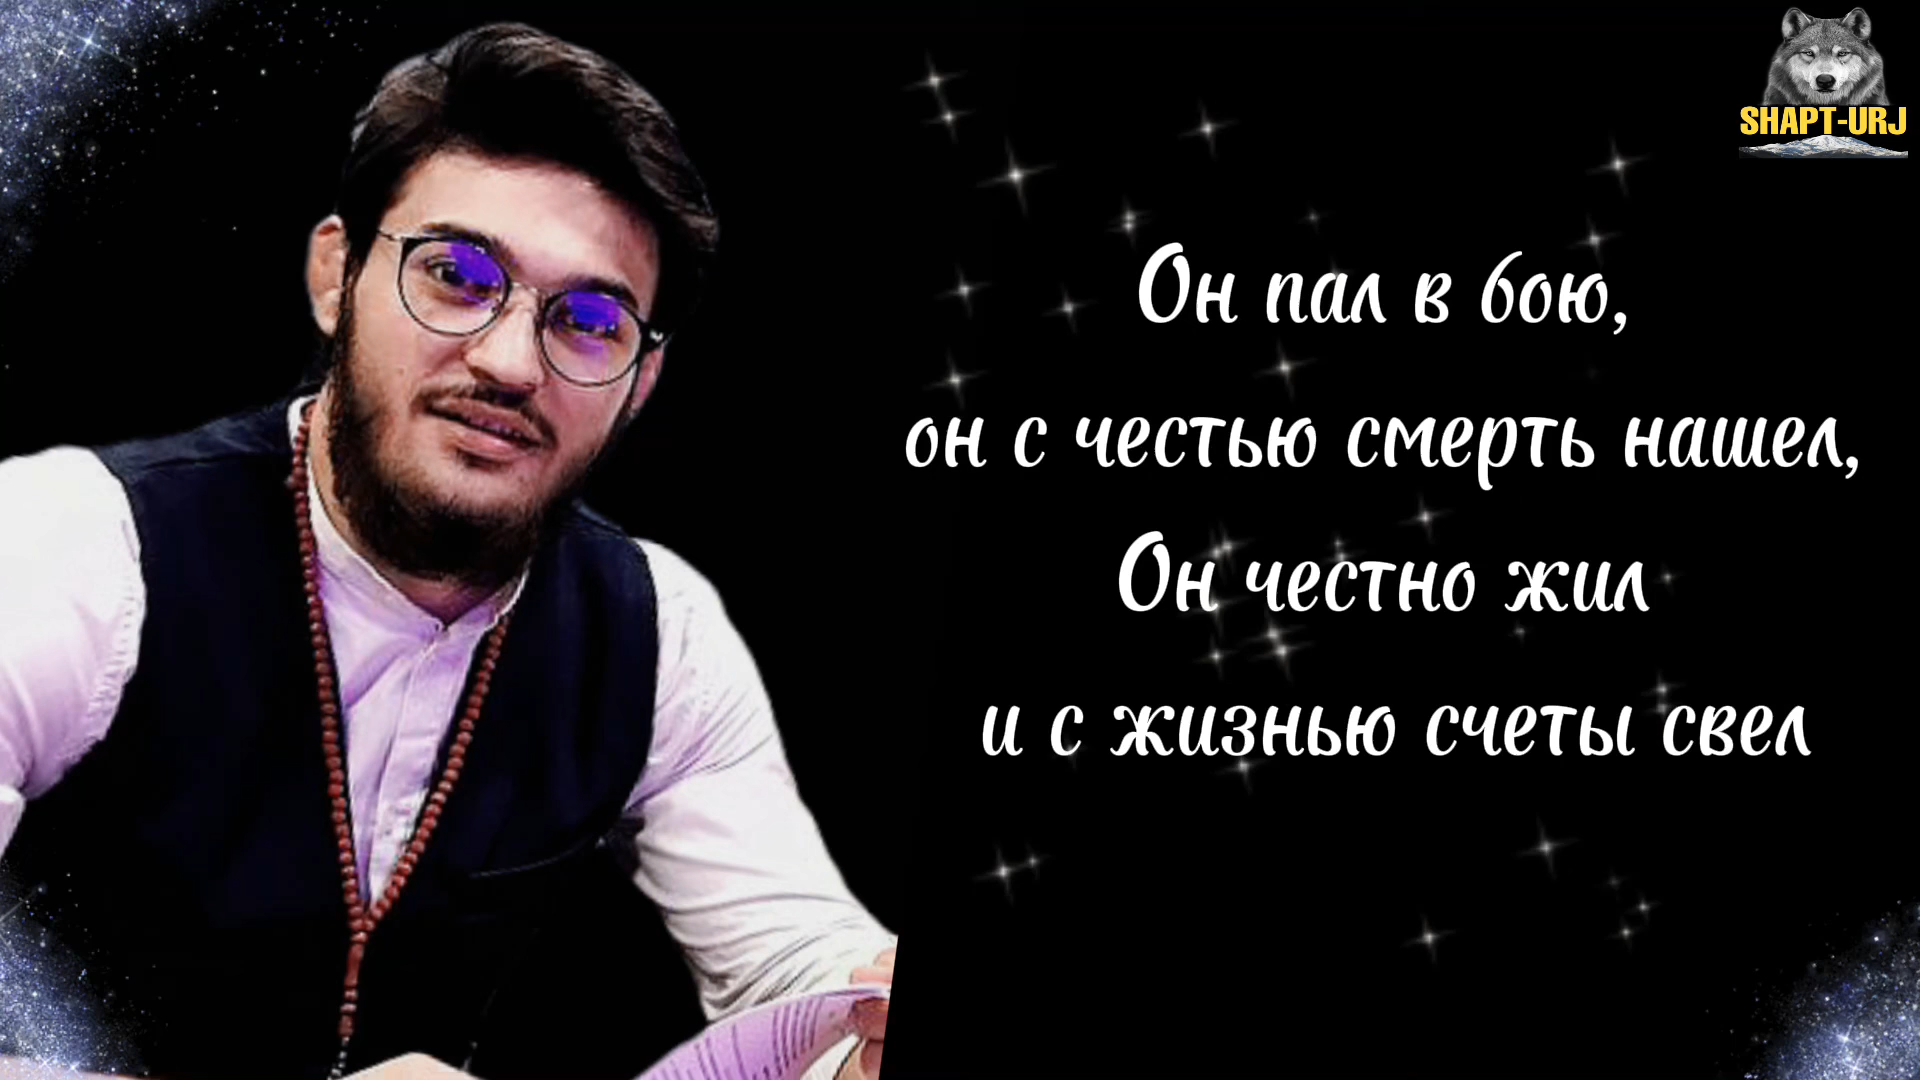 SHAPT-URJ
Он пал в бою,
он с честью смерть нашел,
Он честно жил
и с жизнью счеты свел